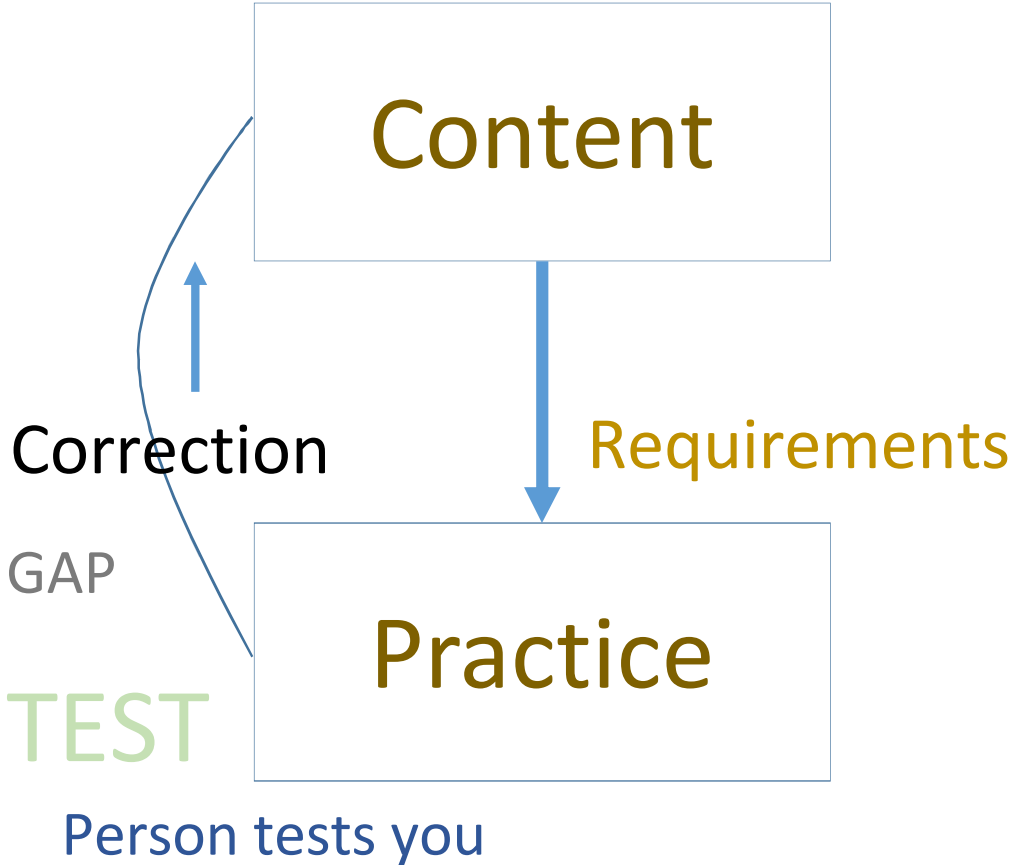 Content
Correction
Requirements
GAP
Practice
TEST
Person tests you